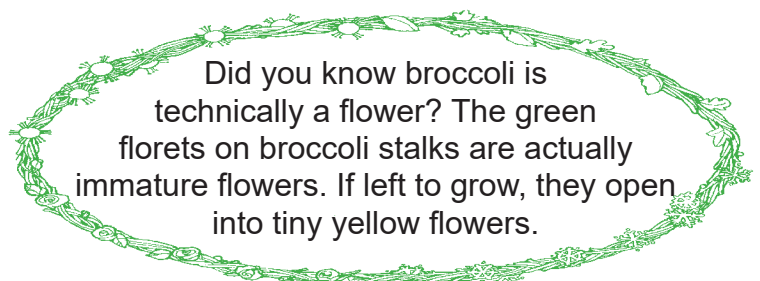 Did you know broccoli is
technically a flower? The green
florets on broccoli stalks are actually
immature flowers. If left to grow, they open
into tiny yellow flowers.